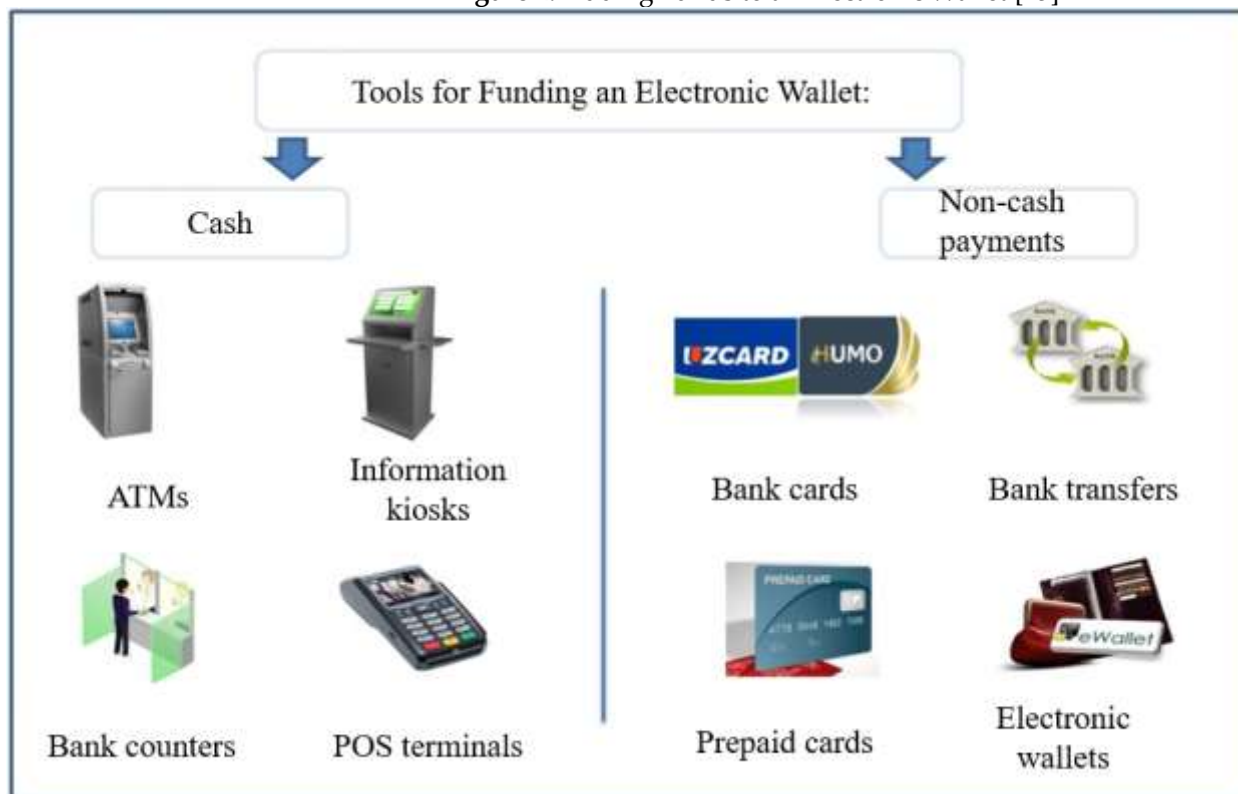 Tools for Funding an Electronic Wallet:
Cash
Non-cash
payments
UZCARD
HUMO
ATMs
Information
kiosks
Bank cards
Bank transfers
PREPAID CARD
eWallet
Bank counters
POS terminals
Prepaid cards
Electronic
wallets